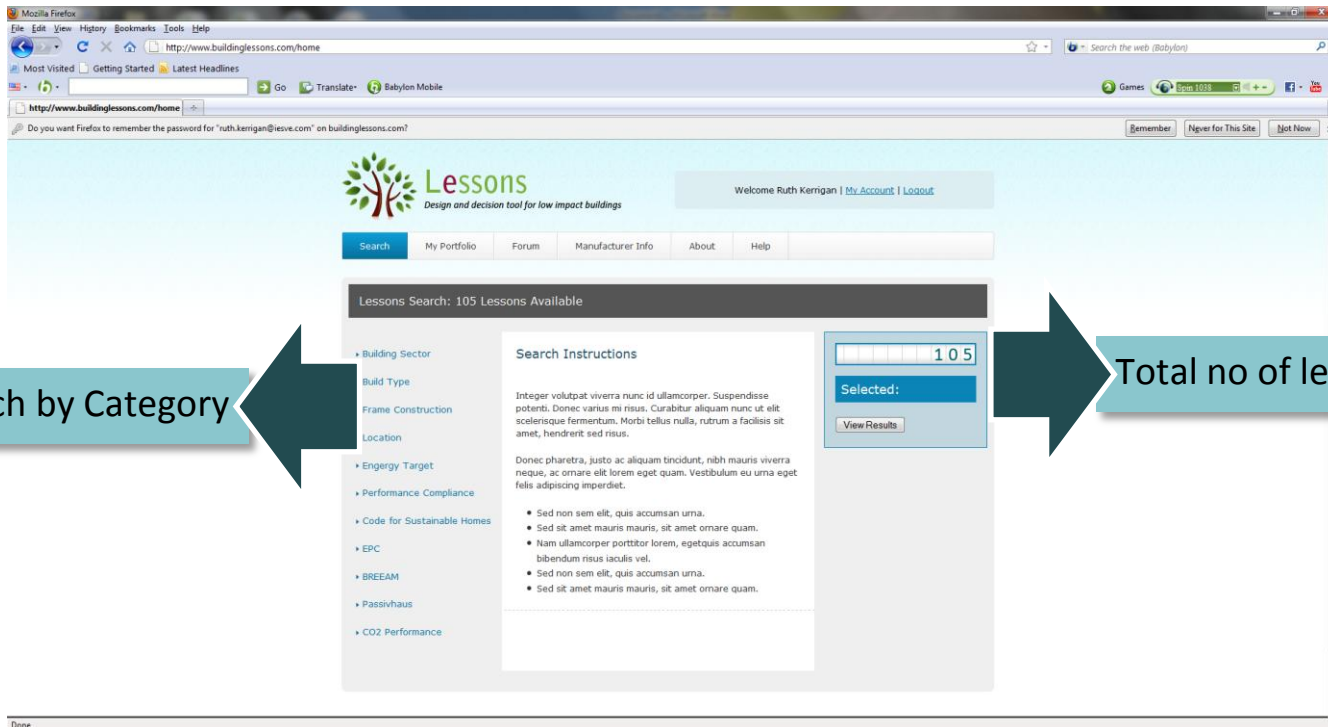 Mozilla Firefox
File Edit View History Bookmarks Tools Help
http://www.buildinglessons.com/home
Search the web (Babylon)
Most Visited Getting Started Latest Headlines
Go Translate Babylon Mobile
Games Spin 1038
http://www.buildinglessons.com/home
Do you want Firefox to remember the password for "ruth.kerrigan@iesve.com" on buildinglessons.com?
Remember Never for This Site Not Now
Lessons
Design and decision tool for low impact buildings
Welcome Ruth Kerrigan | My Account | Logout
Search My Portfolio Forum Manufacturer Info About Help
Lessons Search: 105 Lessons Available
Building Sector
Build Type
Frame Construction
Location
Engergy Target
Performance Compliance
Code for Sustainable Homes
EPC
BREEAM
Passivhaus
CO2 Performance
Search Instructions
Integer volutpat viverra nunc id ullamcorper. Suspendisse
potenti. Donec varius mi risus. Curabitur aliquam nunc ut elit
scelerisque fermentum. Morbi tellus nulla, rutrum a facilisis sit
amet, hendrerit sed risus.
Donec pharetra, justo ac aliquam tincidunt, nibh mauris viverra
neque, ac ornare elit lorem eget quam. Vestibulum eu urna eget
felis adipiscing imperdiet.
Sed non sem elit, quis accumsan urna.
Sed sit amet mauris mauris, sit amet ornare quam.
Nam ullamcorper porttitor lorem, egetquis accumsan
bibendum risus iaculis vel.
Sed non sem elit, quis accumsan urna.
Sed sit amet mauris mauris, sit amet ornare quam.
105
Selected:
View Results
ch by Category
Total no of le
Done